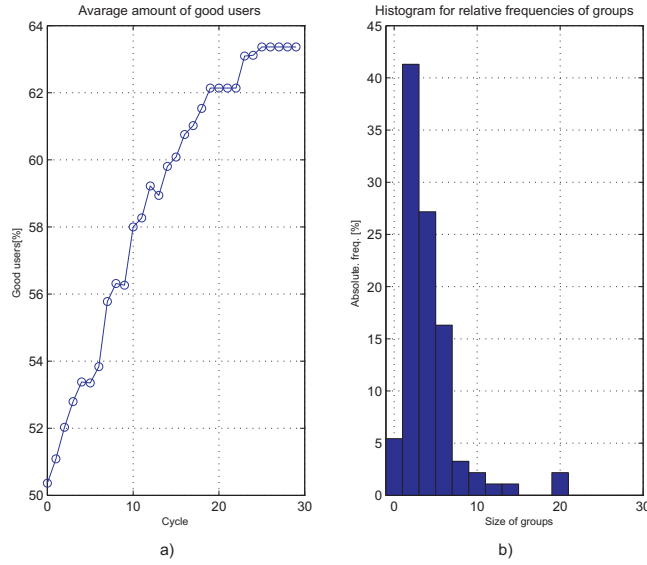 Avarage amount of good users
64
62
60
58
56
54
52
50
Good users[%]
0 10 20 30
Cycle
a)
Histogram for relative frequencies of groups
45
40
35
30
25
20
15
10
5
0
Absolute. freq. [%]
0 10 20 30
Size of groups
b)